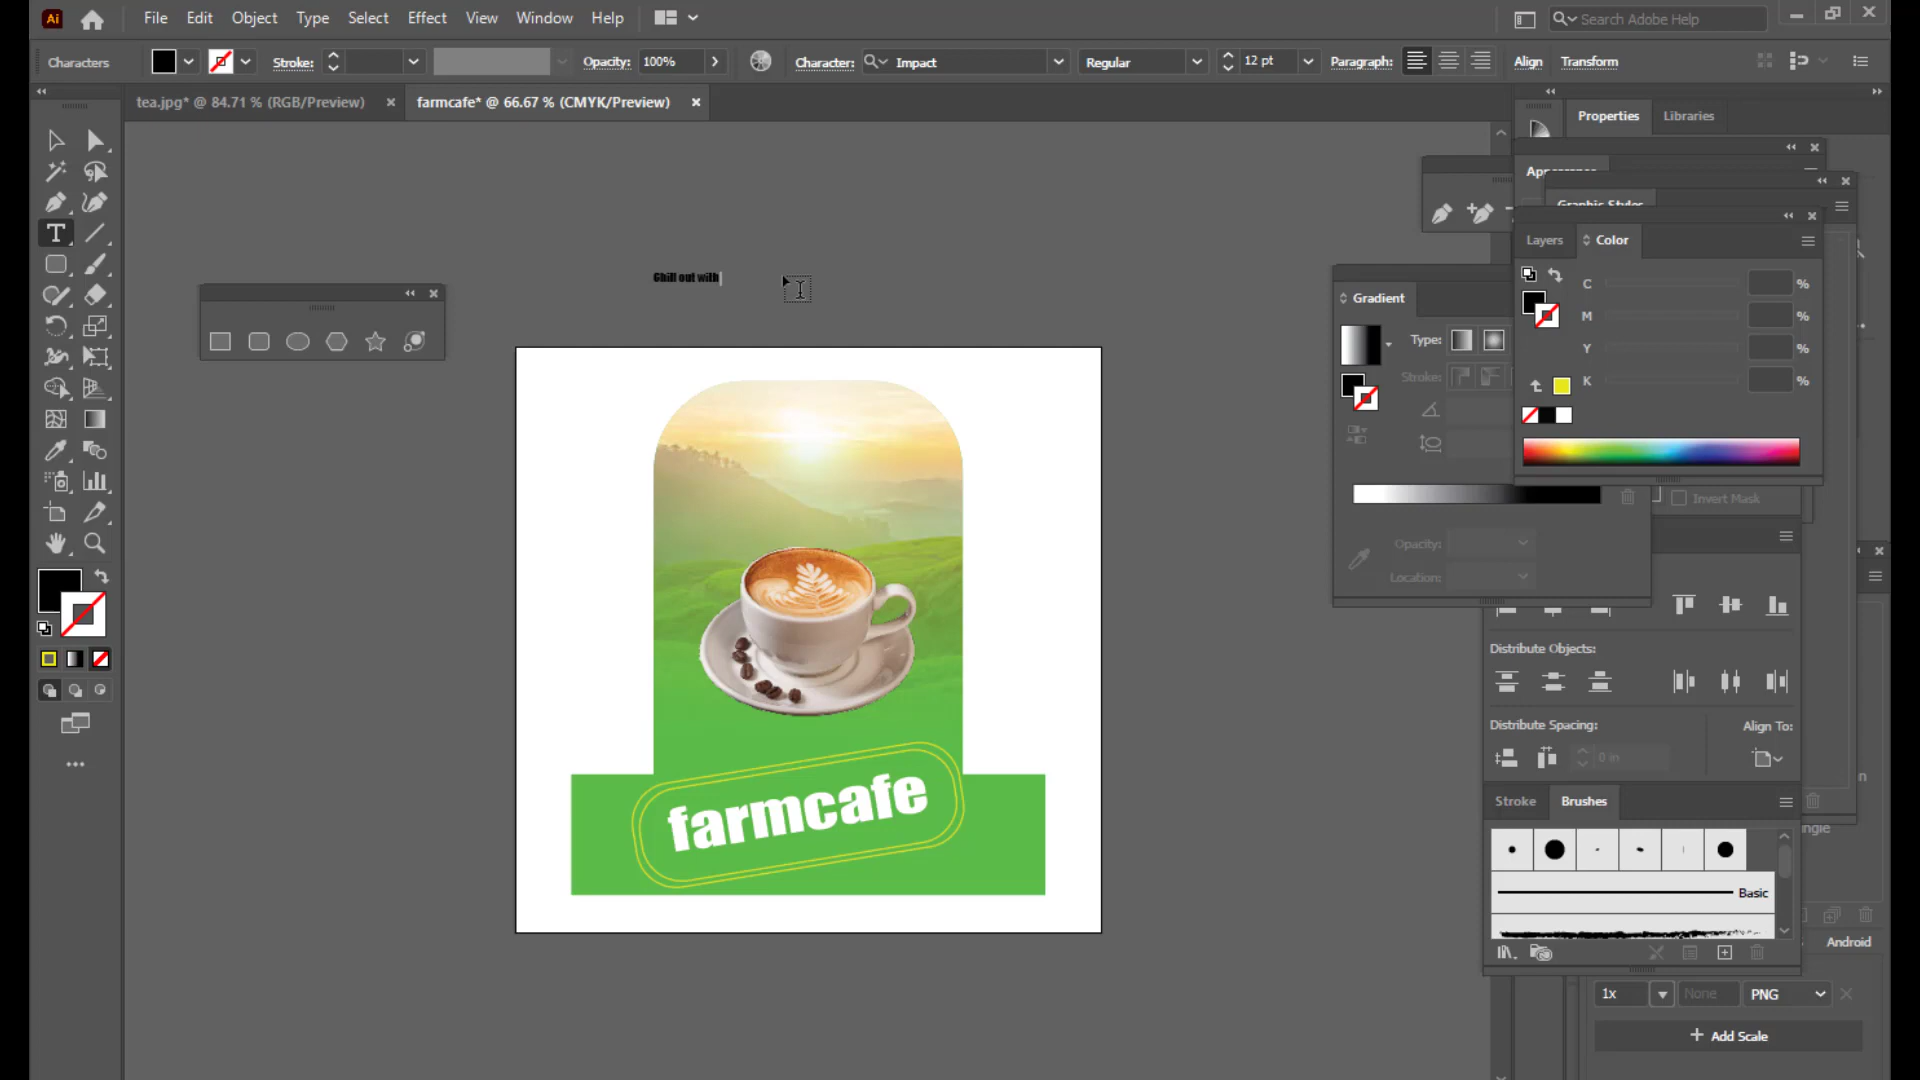 Ai File Edit Object Type Select Effect View Window Help Search Adobe Help
Characters Stroke: Opacity: 100% Character: Impact Regular 12 pt Paragraph: Align Transform
tea.jpg* @ 84.71 % (RGB/Preview) farmcafe* @ 66.67 % (CMYK/Preview)
Properties Libraries
Graphic Styles
Layers Color
C %
M %
Y %
K %
Chill out with
Gradient
Type:
Stroke:
Opacity:
Location:
Invert Mask
Distribute Objects:
Distribute Spacing:
Align To:
0 in
Stroke Brushes
Basic
farmcafe
Android
1x None PNG
+ Add Scale